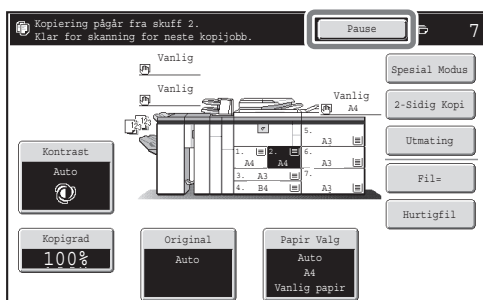 Kopiering pågår fra skuff 2.
Klar for skanning for neste kopijobb.
Pause
7
Vanlig
Vanlig
Vanlig
A4
Spesial Modus
2-Sidig Kopi
Utmating
Fil=
Hurtigfil
Kontrast
Auto
5.
A3
1.
A4
2.
A4
6.
A3
3. A3
7.
4. B4
A3
Kopigrad
100%
Original
Auto
Papir Valg
Auto
A4
Vanlig papir